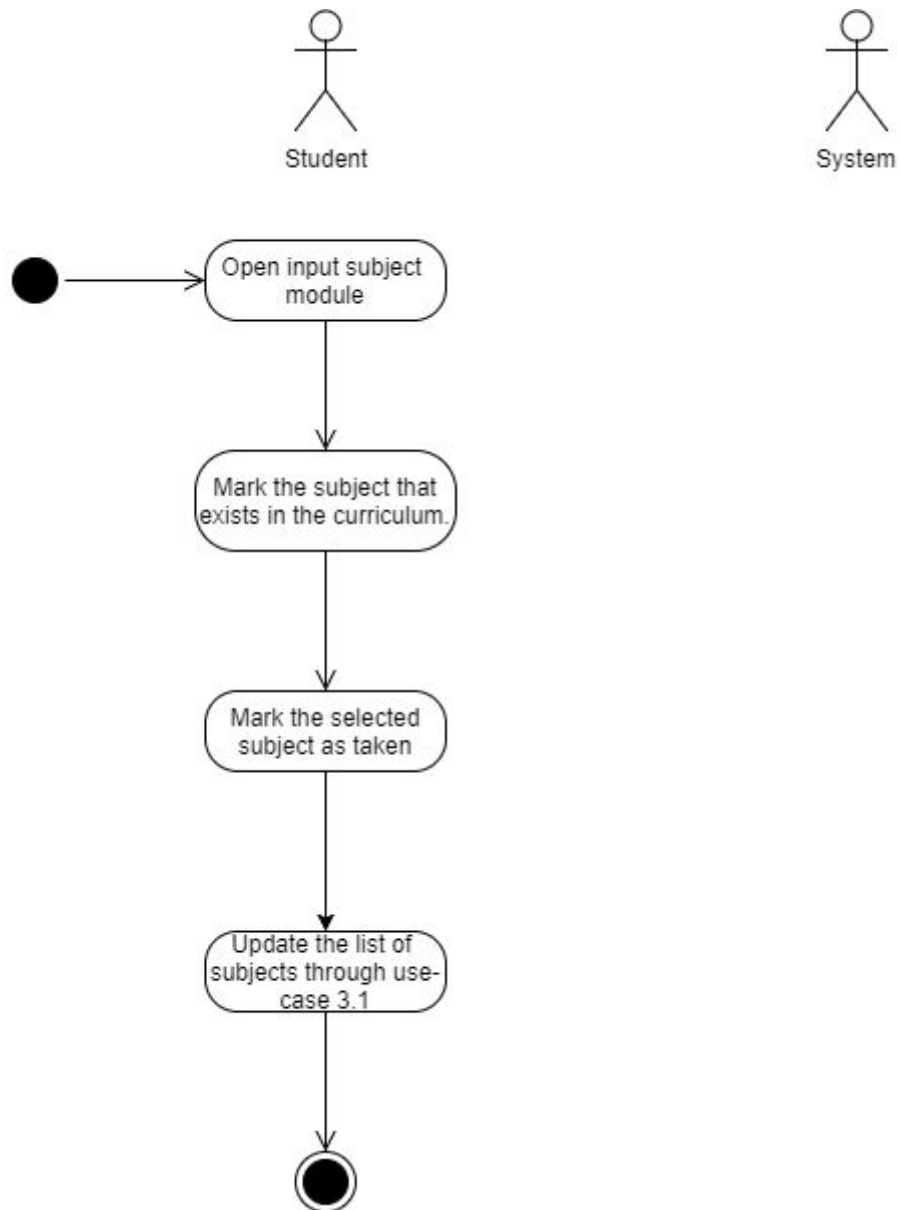 Student
System
Open input subject
module
Mark the subject that
exists in the curriculum.
Mark the selected
subject as taken
Update the list of
subjects through use-
case 3.1